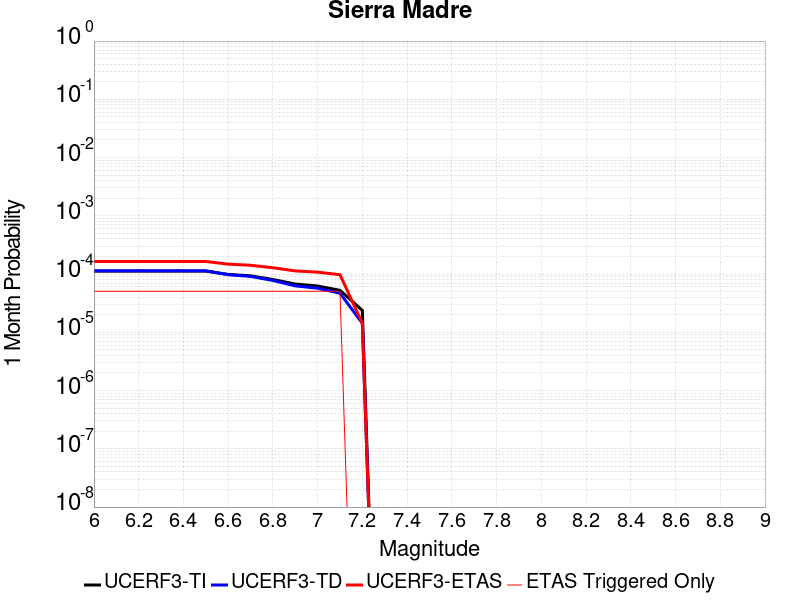 Sierra Madre
10^0
10^-1
10^-2
10^-3
10^-4
10^-5
10^-6
10^-7
10^-8
1 Month Probability
6 6.2 6.4 6.6 6.8 7 7.2 7.4 7.6 7.8 8 8.2 8.4 8.6 8.8 9
Magnitude
UCERF3-TI UCERF3-TD UCERF3-ETAS ETAS Triggered Only